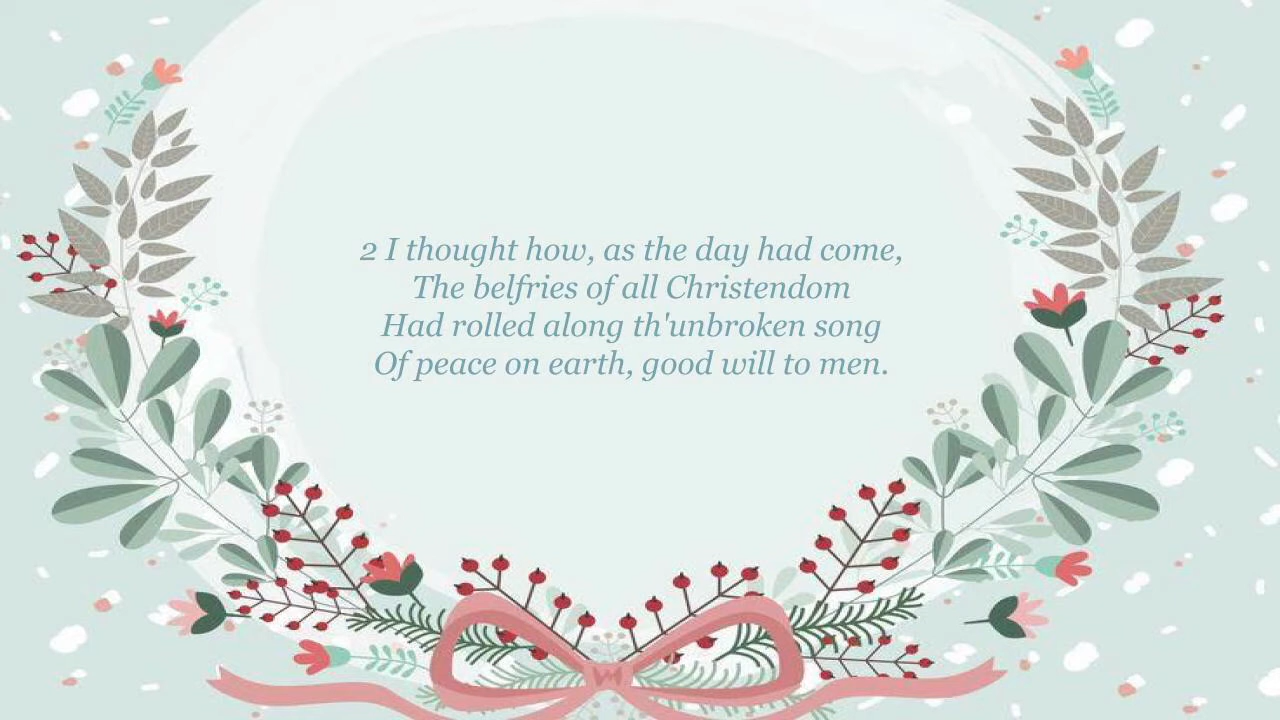 2 I thought how, as the day had come,
The belfries of all Christendom
Had rolled along th'unbroken song
Of peace on earth, good will to men.